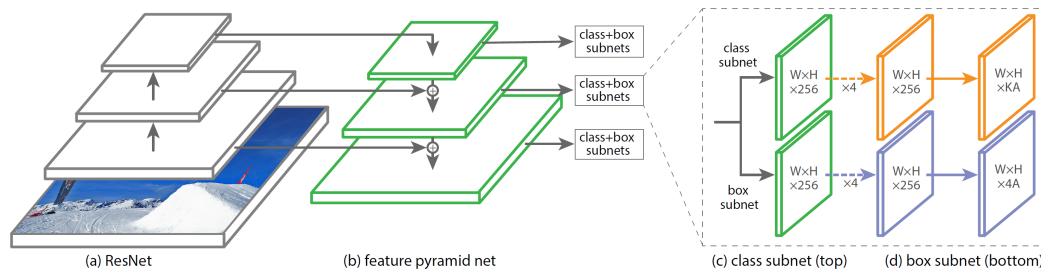 class+box
subnets
class+box
subnets
class+box
subnets
class
subnet
box
subnet
W×H
×256
×4
W×H
×256
W×H
×KA
W×H
×256
×4
W×H
×256
W×H
×4A
(a) ResNet
(b) feature pyramid net
(c) class subnet (top)
(d) box subnet (bottom)